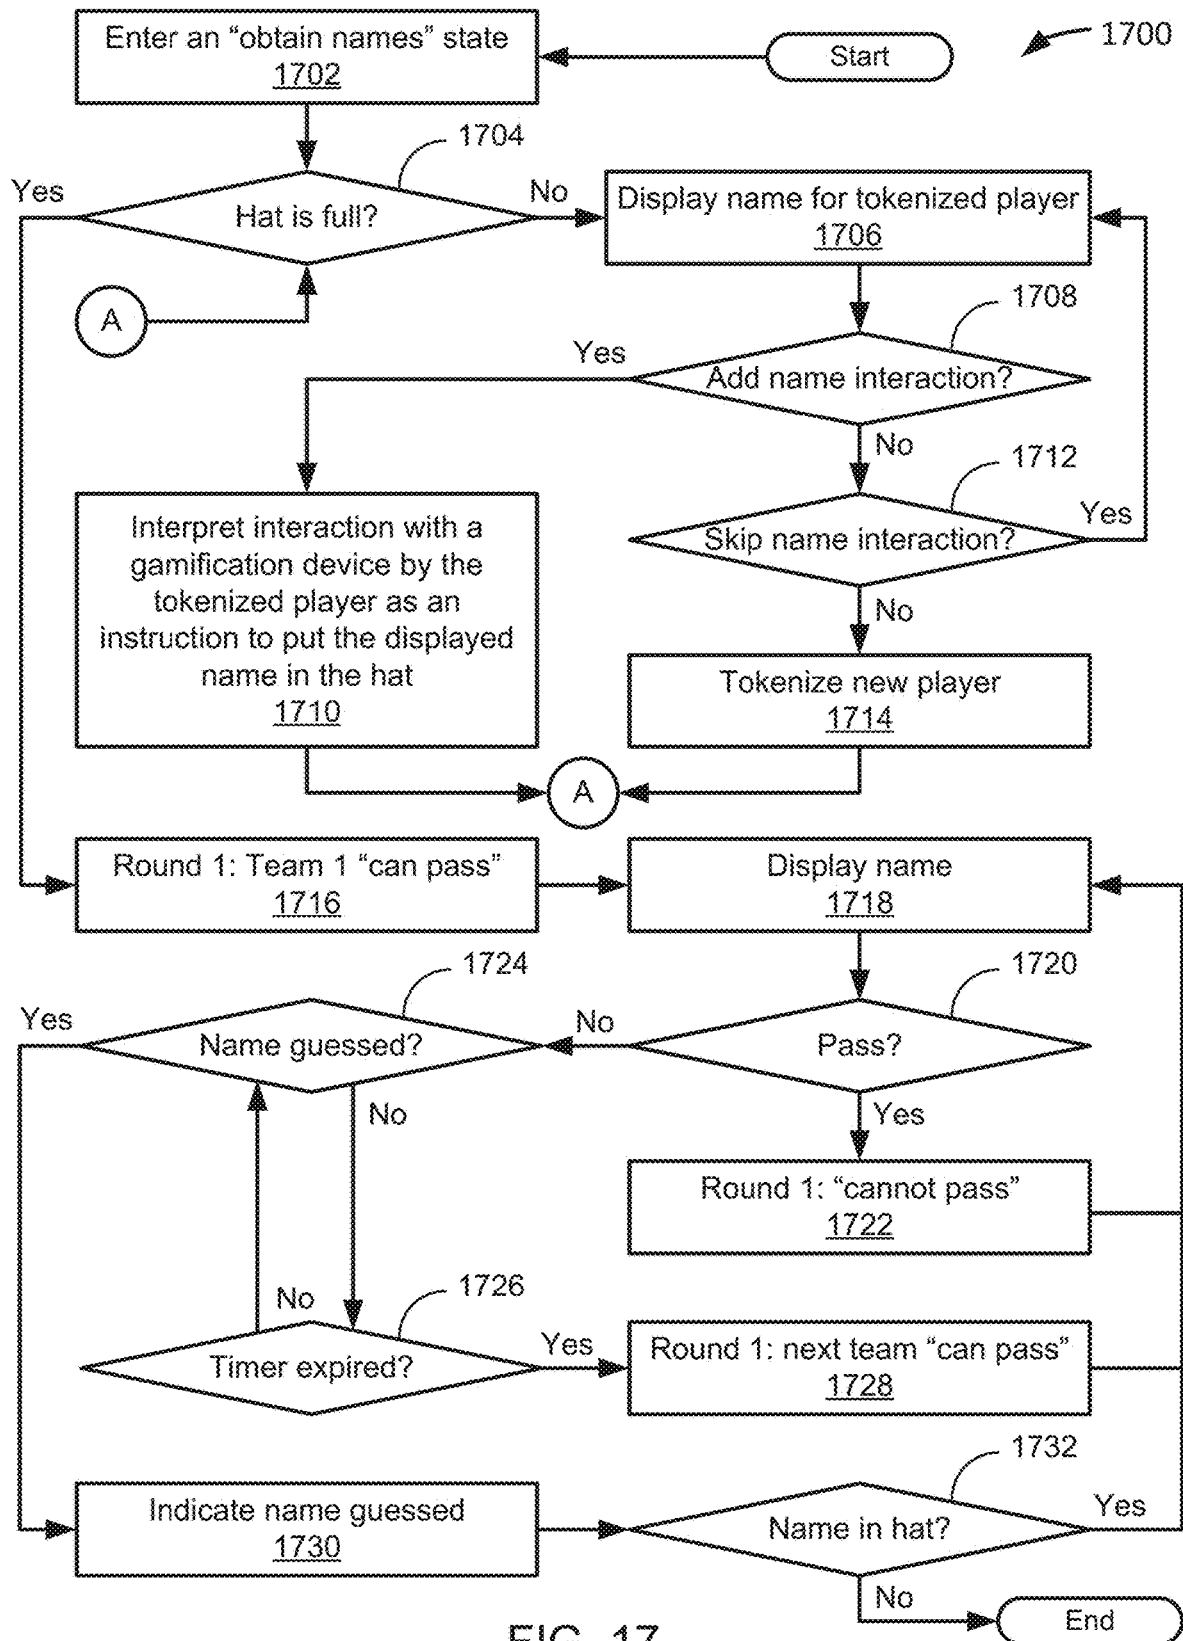 Enter an “obtain names” state
1702
Start
1700
1704
Yes
Hat is full?
No
Display name for tokenized player
1706
A
1708
Yes
Add name interaction?
No
1712
Interpret interaction with a
gamification device by the
tokenized player as an
instruction to put the displayed
name in the hat
1710
Skip name interaction?
Yes
No
Tokenize new player
1714
A
Round 1: Team 1 “can pass”
1716
Display name
1718
1724
1720
Yes
Name guessed?
No
Pass?
No
Yes
Round 1: “cannot pass”
1722
No
1726
Timer expired?
Yes
Round 1: next team “can pass”
1728
1732
Indicate name guessed
1730
Name in hat?
Yes
No
End
FIG. 17